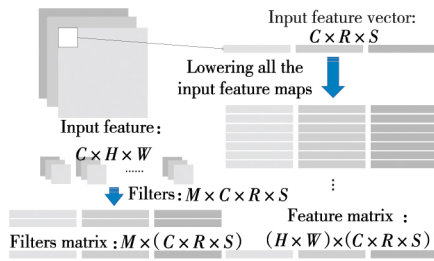 Input feature vector:
C×R×S
Lowering all the
input feature maps
Input feature:
C×H×W
......
Filters: M×C×R×S
⋮
Feature matrix :
Filters matrix : M×(C×R×S)
(H×W)×(C×R×S)